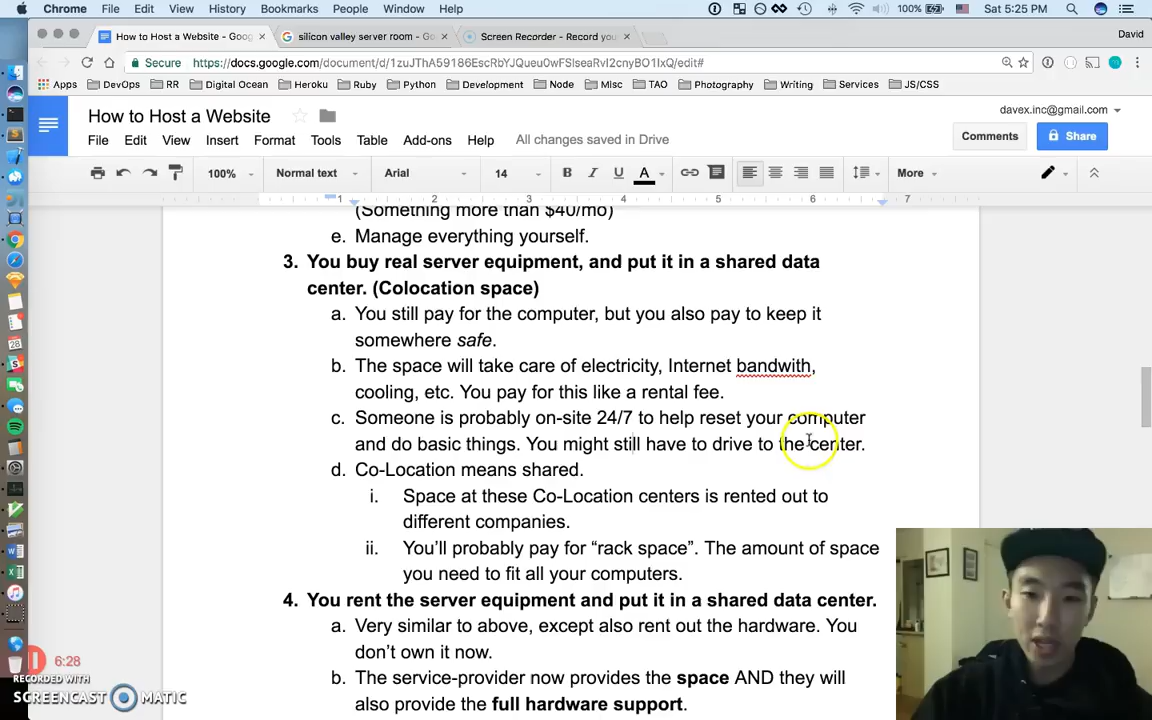 Chrome File Edit View History Bookmarks People Window Help 100% Sat 5:25 PM
How to Host a Website - Goog silicon valley server room - Go Screen Recorder - Record you David
Secure https://docs.google.com/document/d/1zuJThA59186EscRbYJQueu0wFSlseaRvI2cnyBO1IxQ/edit#
Apps DevOps RR Digital Ocean Heroku Ruby Python Development Node Misc TAO Photography Writing Services JS/CSS
How to Host a Website davex.inc@gmail.com
File Edit View Insert Format Tools Table Add-ons Help All changes saved in Drive Comments Share
100% Normal text Arial 14 B I U A More
1 1 2 3 4 5 6 7
(Something more than $40/mo)
e. Manage everything yourself.
3. You buy real server equipment, and put it in a shared data
center. (Colocation space)
a. You still pay for the computer, but you also pay to keep it
somewhere safe.
b. The space will take care of electricity, Internet bandwith,
cooling, etc. You pay for this like a rental fee.
c. Someone is probably on-site 24/7 to help reset your computer
and do basic things. You might still have to drive to the center.
d. Co-Location means shared.
i. Space at these Co-Location centers is rented out to
different companies.
ii. You'll probably pay for “rack space”. The amount of space
you need to fit all your computers.
4. You rent the server equipment and put it in a shared data center.
a. Very similar to above, except also rent out the hardware. You
don't own it now.
b. The service-provider now provides the space AND they will
also provide the full hardware support.
6:28
RECORDED WITH
SCREENCAST MATIC